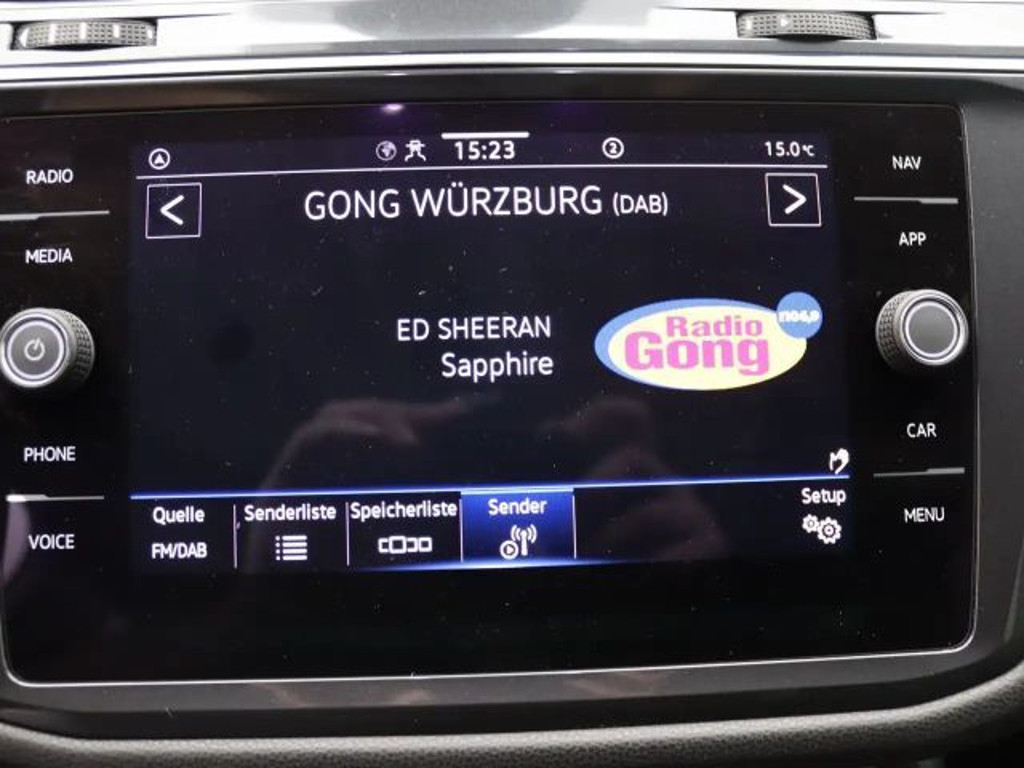 RADIO
MEDIA
PHONE
VOICE
15:23
2
15.0°C
< GONG WÜRZBURG (DAB) >
ED SHEERAN
Sapphire
Radio
Gong
106,9
Quelle
FM/DAB
Senderliste
Speicherliste
Sender
Setup
NAV
APP
CAR
MENU